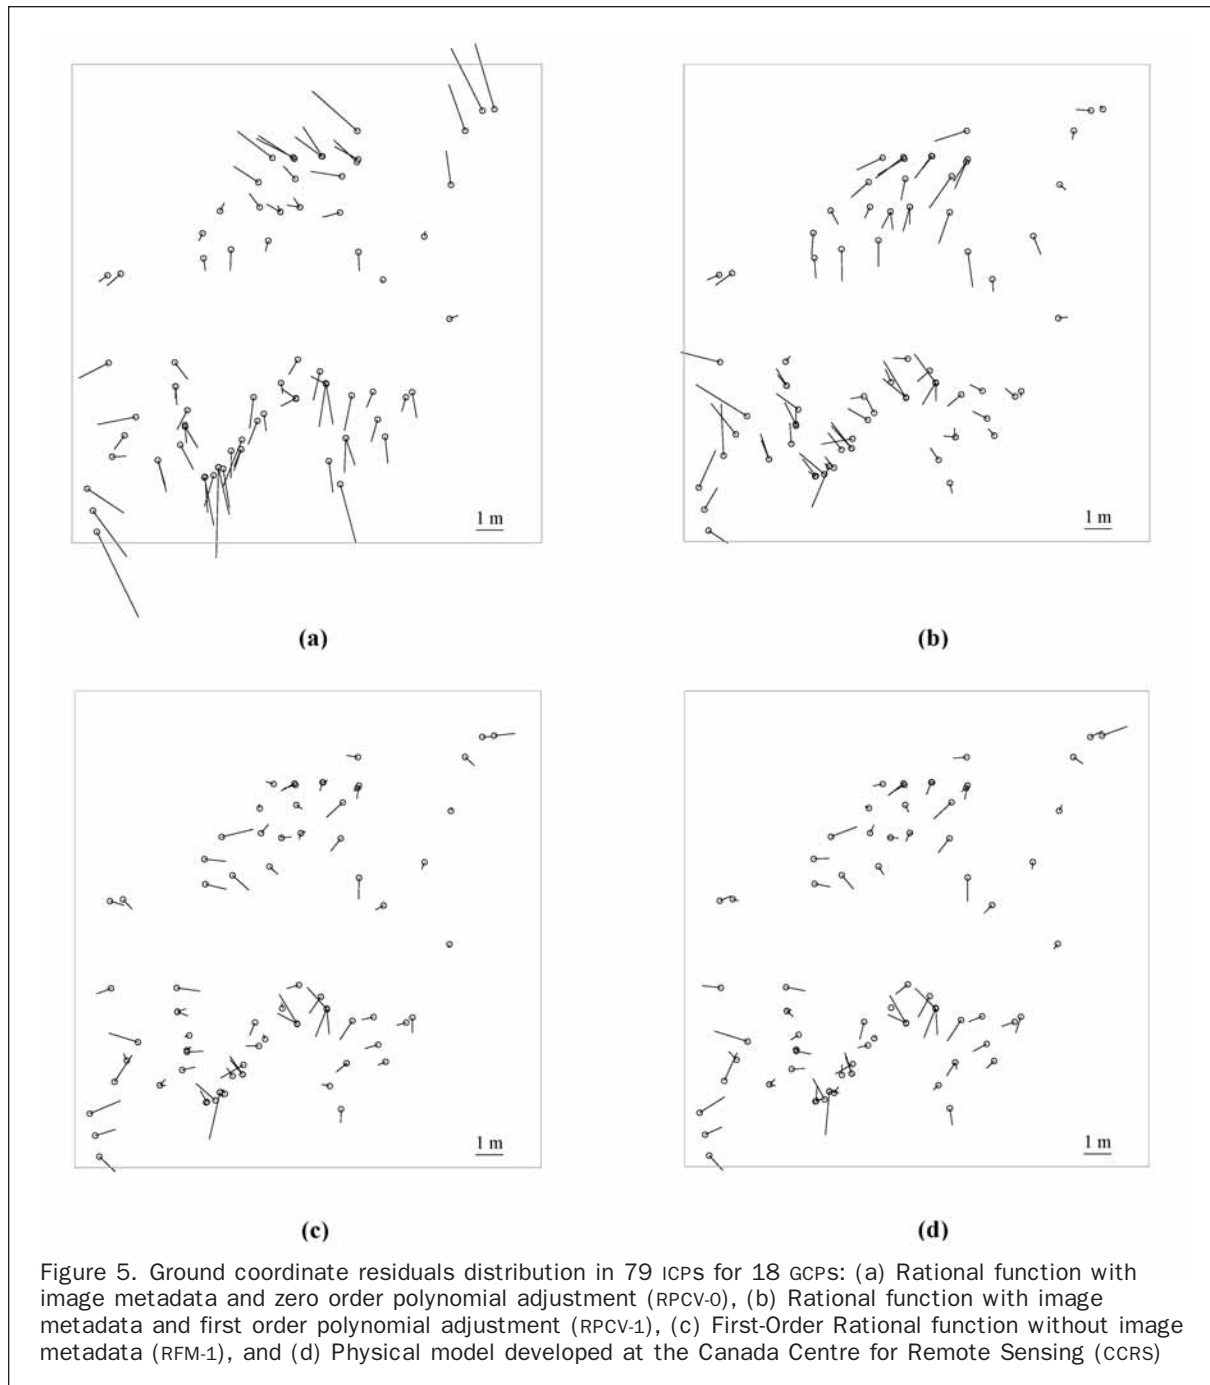 1 m
1 m
(a)
(b)
1 m
1 m
(c)
(d)
Figure 5. Ground coordinate residuals distribution in 79 ICPs for 18 GCPs: (a) Rational function with
image metadata and zero order polynomial adjustment (RPCV-0), (b) Rational function with image
metadata and first order polynomial adjustment (RPCV-1), (c) First-Order Rational function without image
metadata (RFM-1), and (d) Physical model developed at the Canada Centre for Remote Sensing (CCRS)